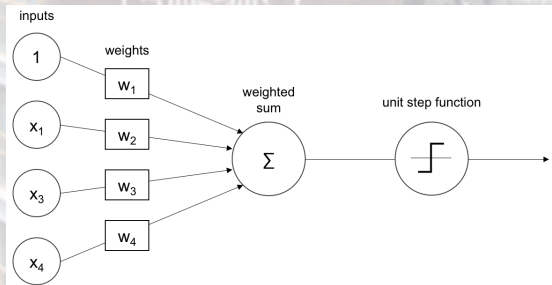 inputs
weights
weighted
sum
unit step function
1
x₁
x₃
x₄
w₁
w₂
w₃
w₄
Σ